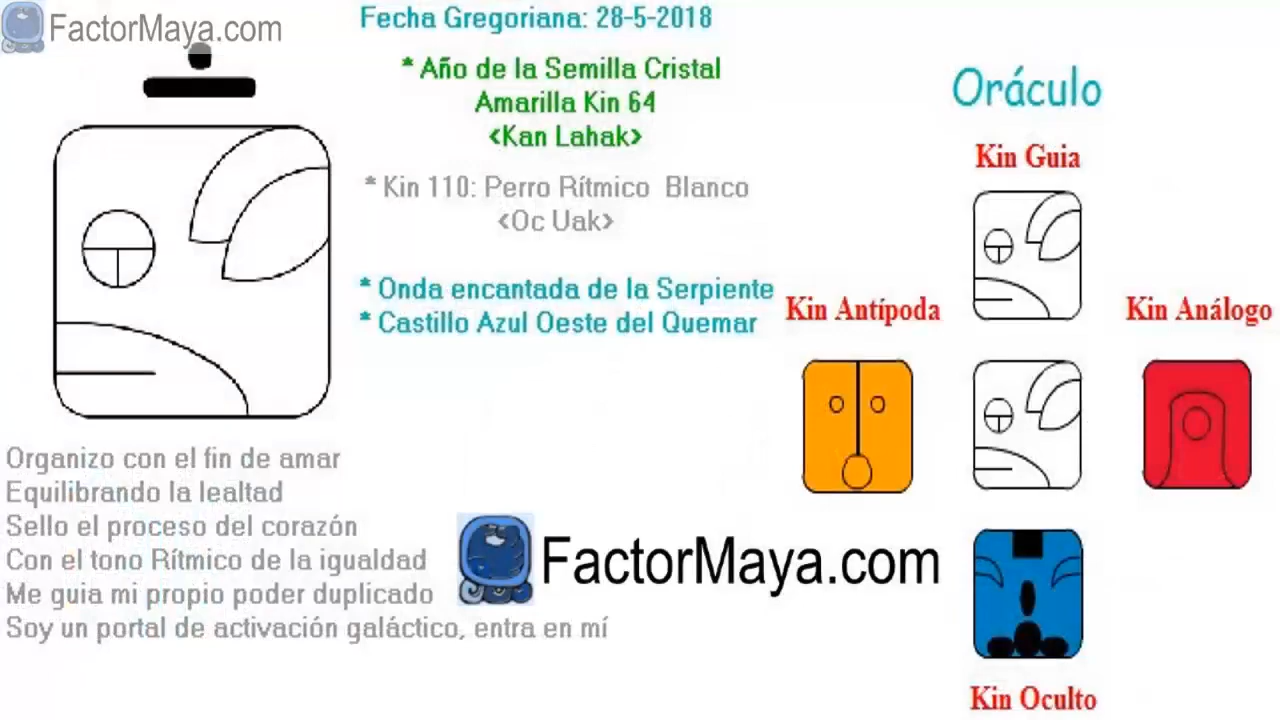 FactorMaya.com
Fecha Gregoriana: 28-5-2018
* Año de la Semilla Cristal
Amarilla Kin 64
<Kan Lahak>
* Kin 110: Perro Rítmico Blanco
<Oc Uak>
* Onda encantada de la Serpiente
* Castillo Azul Oeste del Quemar
Organizo con el fin de amar
Equilibrando la lealtad
Sello el proceso del corazón
Con el tono Rítmico de la igualdad
Me guia mi propio poder duplicado
Soy un portal de activación galáctico, entra en mí
FactorMaya.com
Oráculo
Kin Guia
Kin Antípoda
Kin Análogo
Kin Oculto